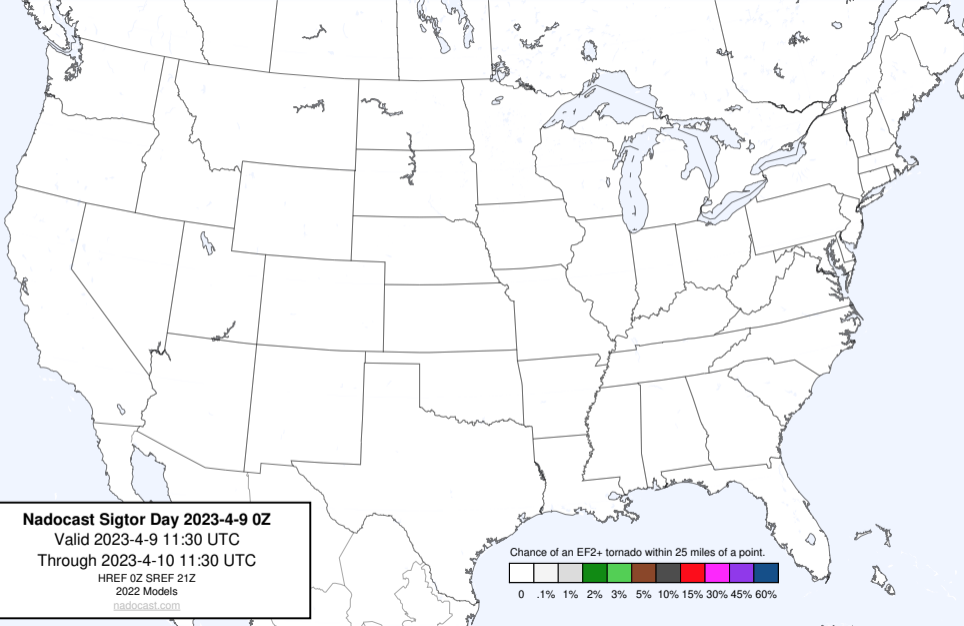 Nadocast Sigtor Day 2023-4-9 0Z
Valid 2023-4-9 11:30 UTC
Through 2023-4-10 11:30 UTC
HREF 0Z SREF 21Z
2022 Models
nadocast.com
Chance of an EF2+ tornado within 25 miles of a point.
0 .1% 1% 2% 3% 5% 10% 15% 30% 45% 60%